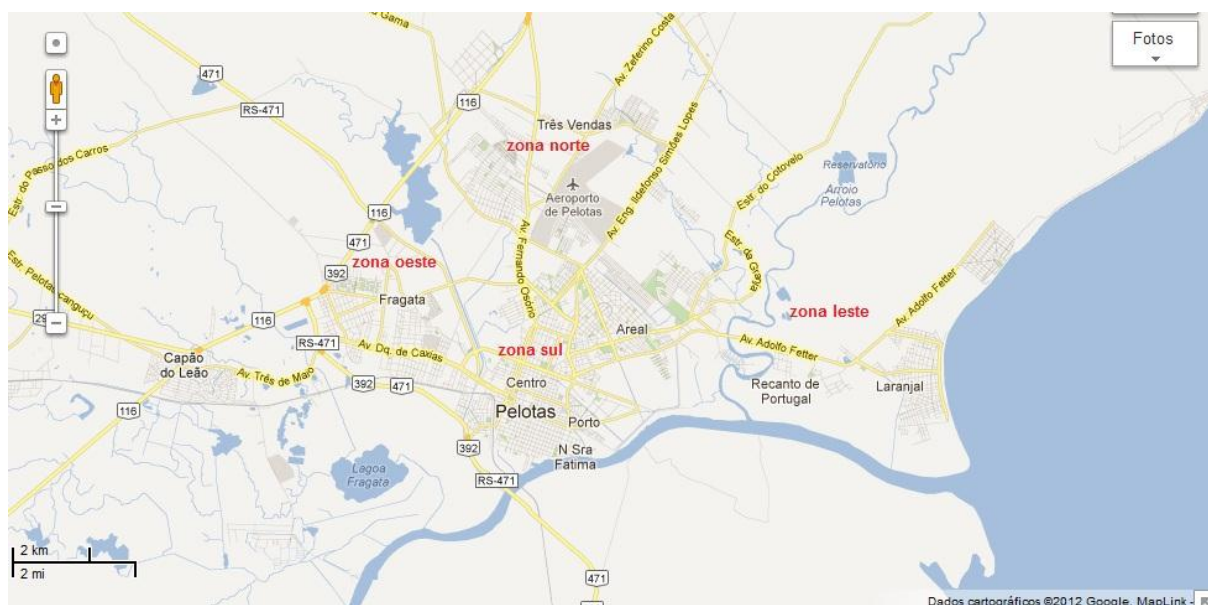 Fotos
da Gama
Av. Zeferino Costa
471
116
RS-471
Três Vendas
zona norte
Av. Eng. Ildefonso Simões Lopes
Estr. do Passo dos Carros
Reservatório
Arroio
Pelotas
Estr. do Cotovelo
Aeroporto
de Pelotas
116
Av. Fernando Osório
471
Estr. da Granja
zona oeste
392
Fragata
zona leste
Av. Adolfo Fetter
116
Areal
RS-471
Av. Dq. de Caxias
zona sul
Av. Adolfo Fetter
Capão
do Leão
Av. Três de Maio
392
471
Centro
Recanto de
Portugal
Laranjal
116
Pelotas
Porto
392
N Sra
Fatima
Lagoa
Fragata
RS-471
2 km
2 mi
471
Dados cartográficos ©2012 Google, MapLink -